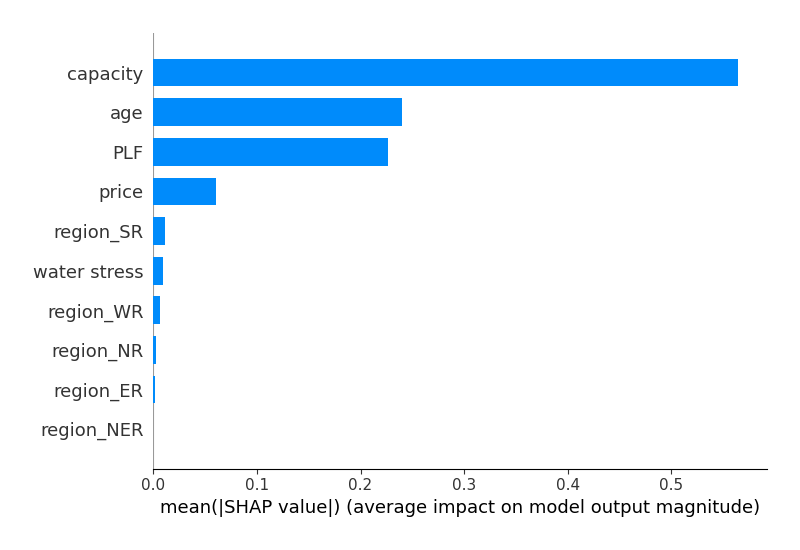 capacity
age
PLF
price
region_SR
water stress
region_WR
region_NR
region_ER
region_NER
0.0 0.1 0.2 0.3 0.4 0.5
mean(|SHAP value|) (average impact on model output magnitude)